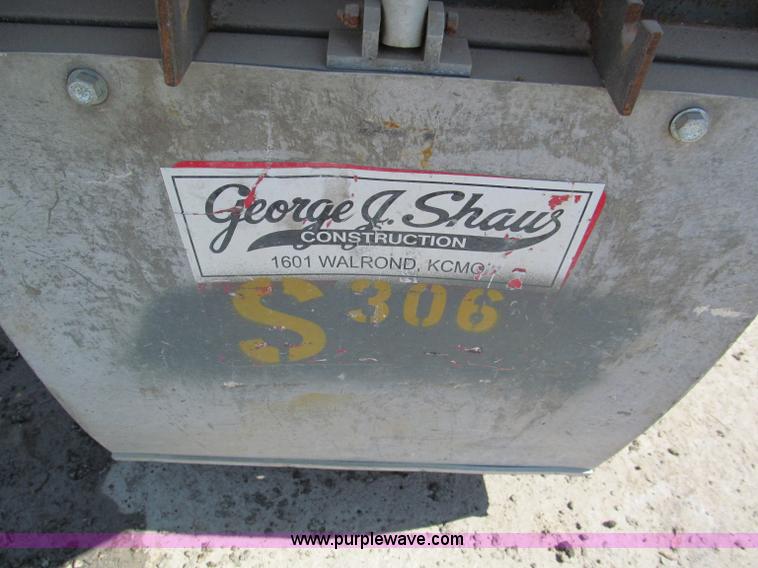 George J. Shaw
CONSTRUCTION
1601 WALROND, KCMO
S 306
www.purplewave.com